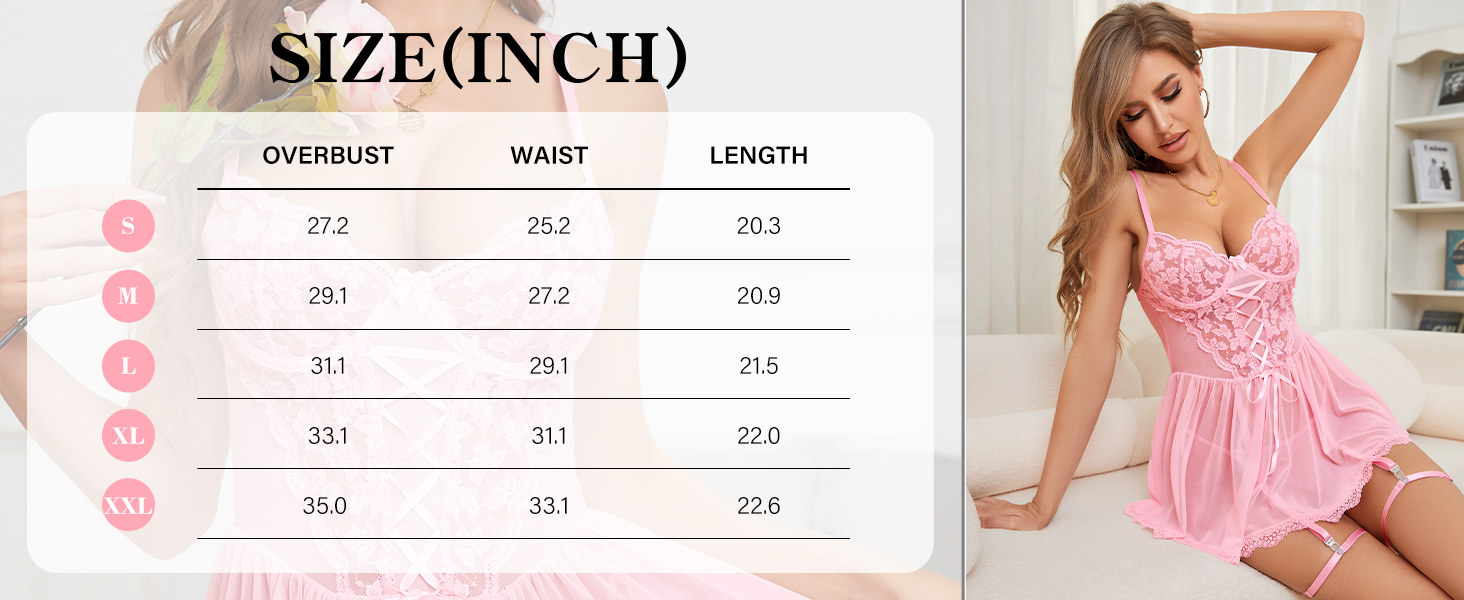 SIZE(INCH)
OVERBUST WAIST LENGTH
S 27.2 25.2 20.3
M 29.1 27.2 20.9
L 31.1 29.1 21.5
XL 33.1 31.1 22.0
XXL 35.0 33.1 22.6